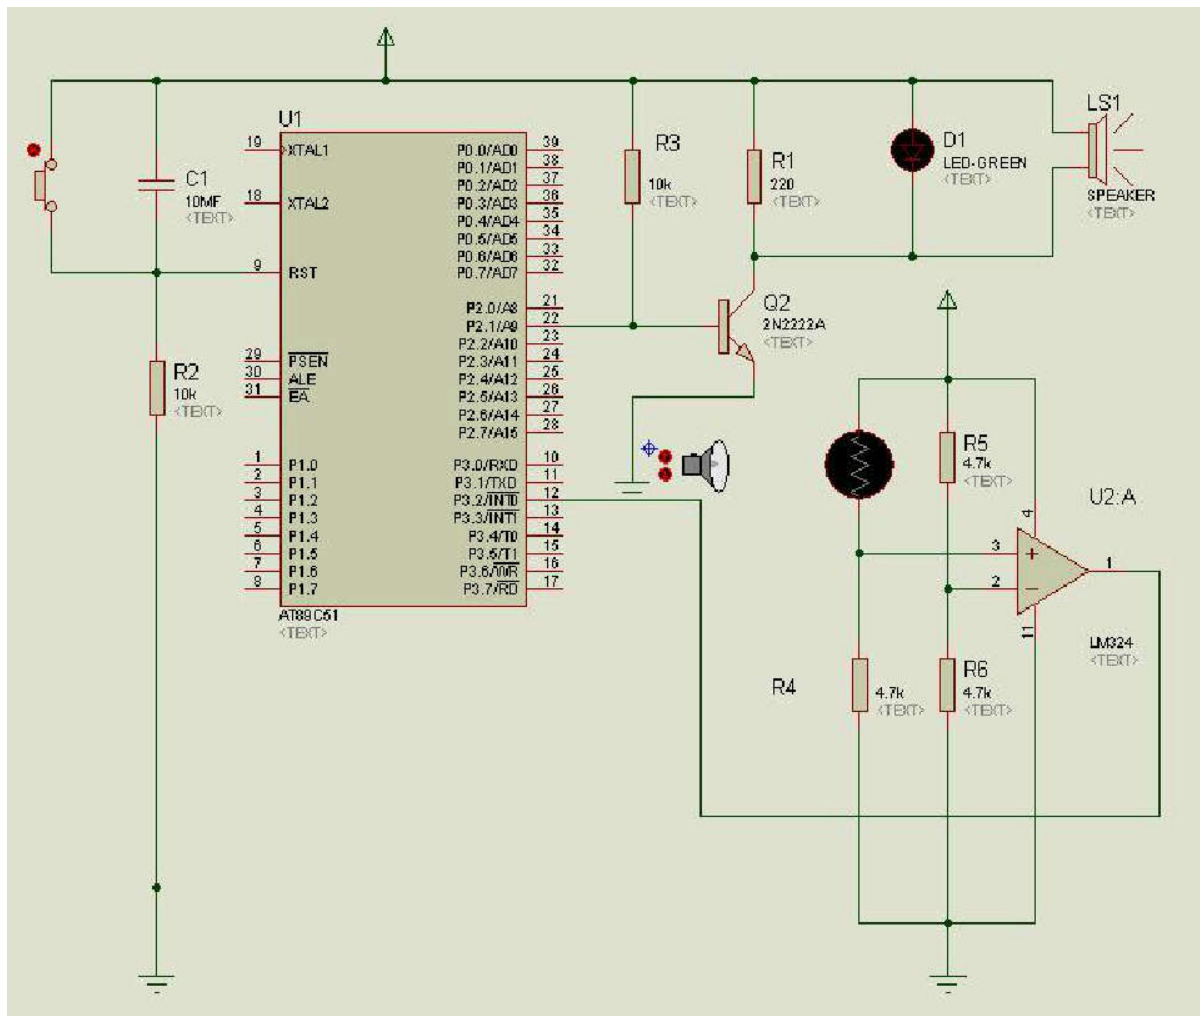 U1
19 XTAL1
18 XTAL2
9 RST
29 PSEN
30 ALE
31 EA
1 P1.0
2 P1.1
3 P1.2
4 P1.3
5 P1.4
6 P1.5
7 P1.6
8 P1.7
P0.0/AD0 39
P0.1/AD1 38
P0.2/AD2 37
P0.3/AD3 36
P0.4/AD4 35
P0.5/AD5 34
P0.6/AD6 33
P0.7/AD7 32
P2.0/A8 21
P2.1/A9 22
P2.2/A10 23
P2.3/A11 24
P2.4/A12 25
P2.5/A13 26
P2.6/A14 27
P2.7/A15 28
P3.0/RXD 10
P3.1/TXD 11
P3.2/INT0 12
P3.3/INT1 13
P3.4/T0 14
P3.5/T1 15
P3.6/WR 16
P3.7/RD 17
AT89C51
<TEXT>
C1
10MF
<TEXT>
R2
10k
<TEXT>
R3
10k
<TEXT>
R1
220
<TEXT>
D1
LED-GREEN
<TEXT>
LS1
SPEAKER
<TEXT>
Q2
2N2222A
<TEXT>
R5
4.7k
<TEXT>
U2:A
4
3
+
2
−
1
11
LM324
<TEXT>
R4
4.7k
<TEXT>
R6
4.7k
<TEXT>